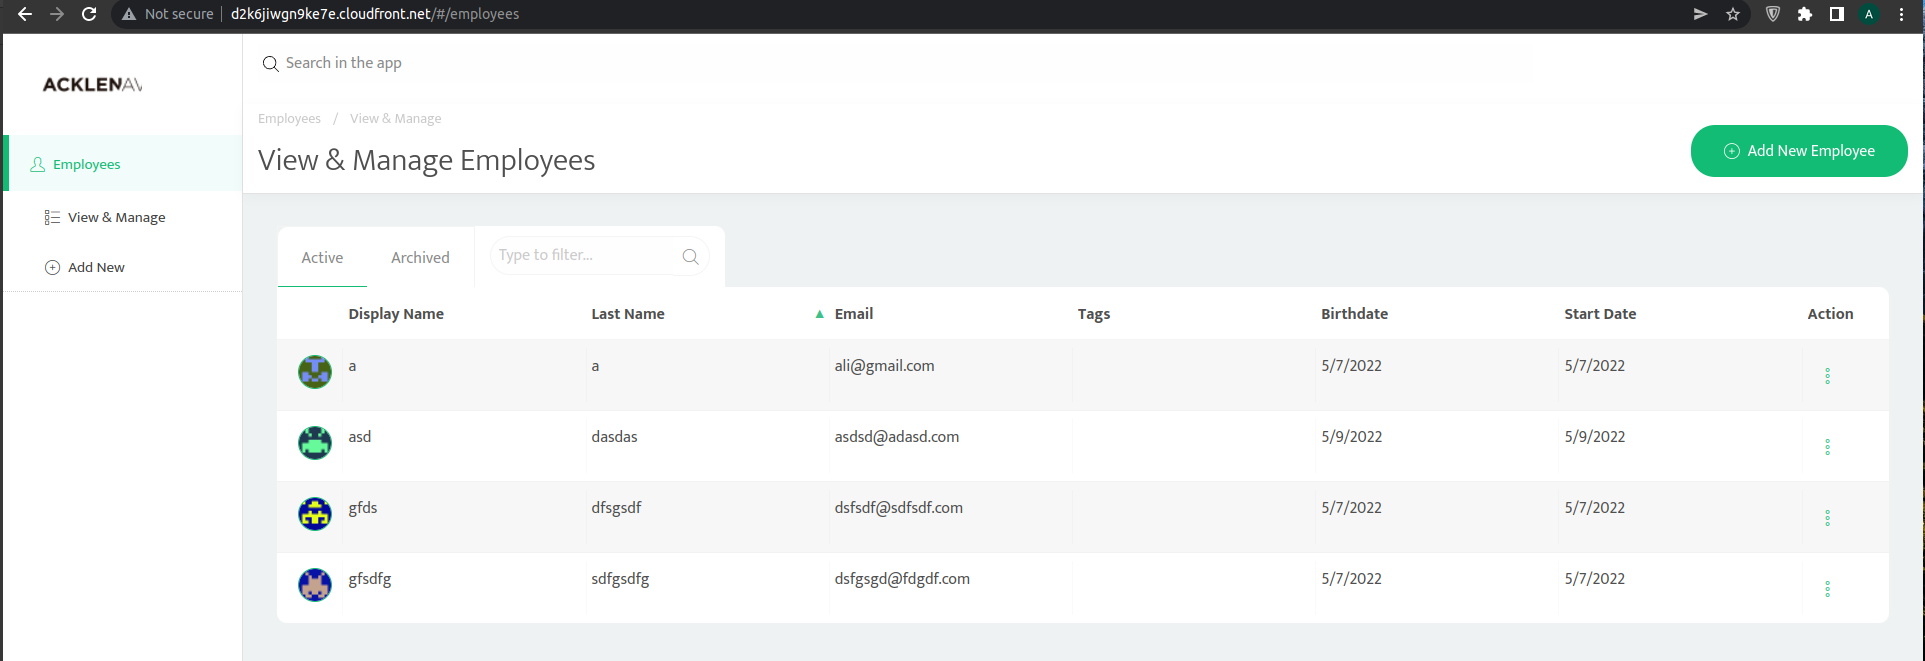 Not secure d2k6jiwgn9ke7e.cloudfront.net/#/employees A
ACKLENAV
Search in the app
Employees / View & Manage
View & Manage Employees
Add New Employee
Employees
View & Manage
Add New
Active Archived Type to filter...
Display Name Last Name ▲ Email Tags Birthdate Start Date Action
a a ali@gmail.com 5/7/2022 5/7/2022
asd dasdas asdsd@adasd.com 5/9/2022 5/9/2022
gfds dfsgsdf dsfsdf@sdfsdf.com 5/7/2022 5/7/2022
gfsdfg sdfgsdfg dsfgsgd@fdgdf.com 5/7/2022 5/7/2022